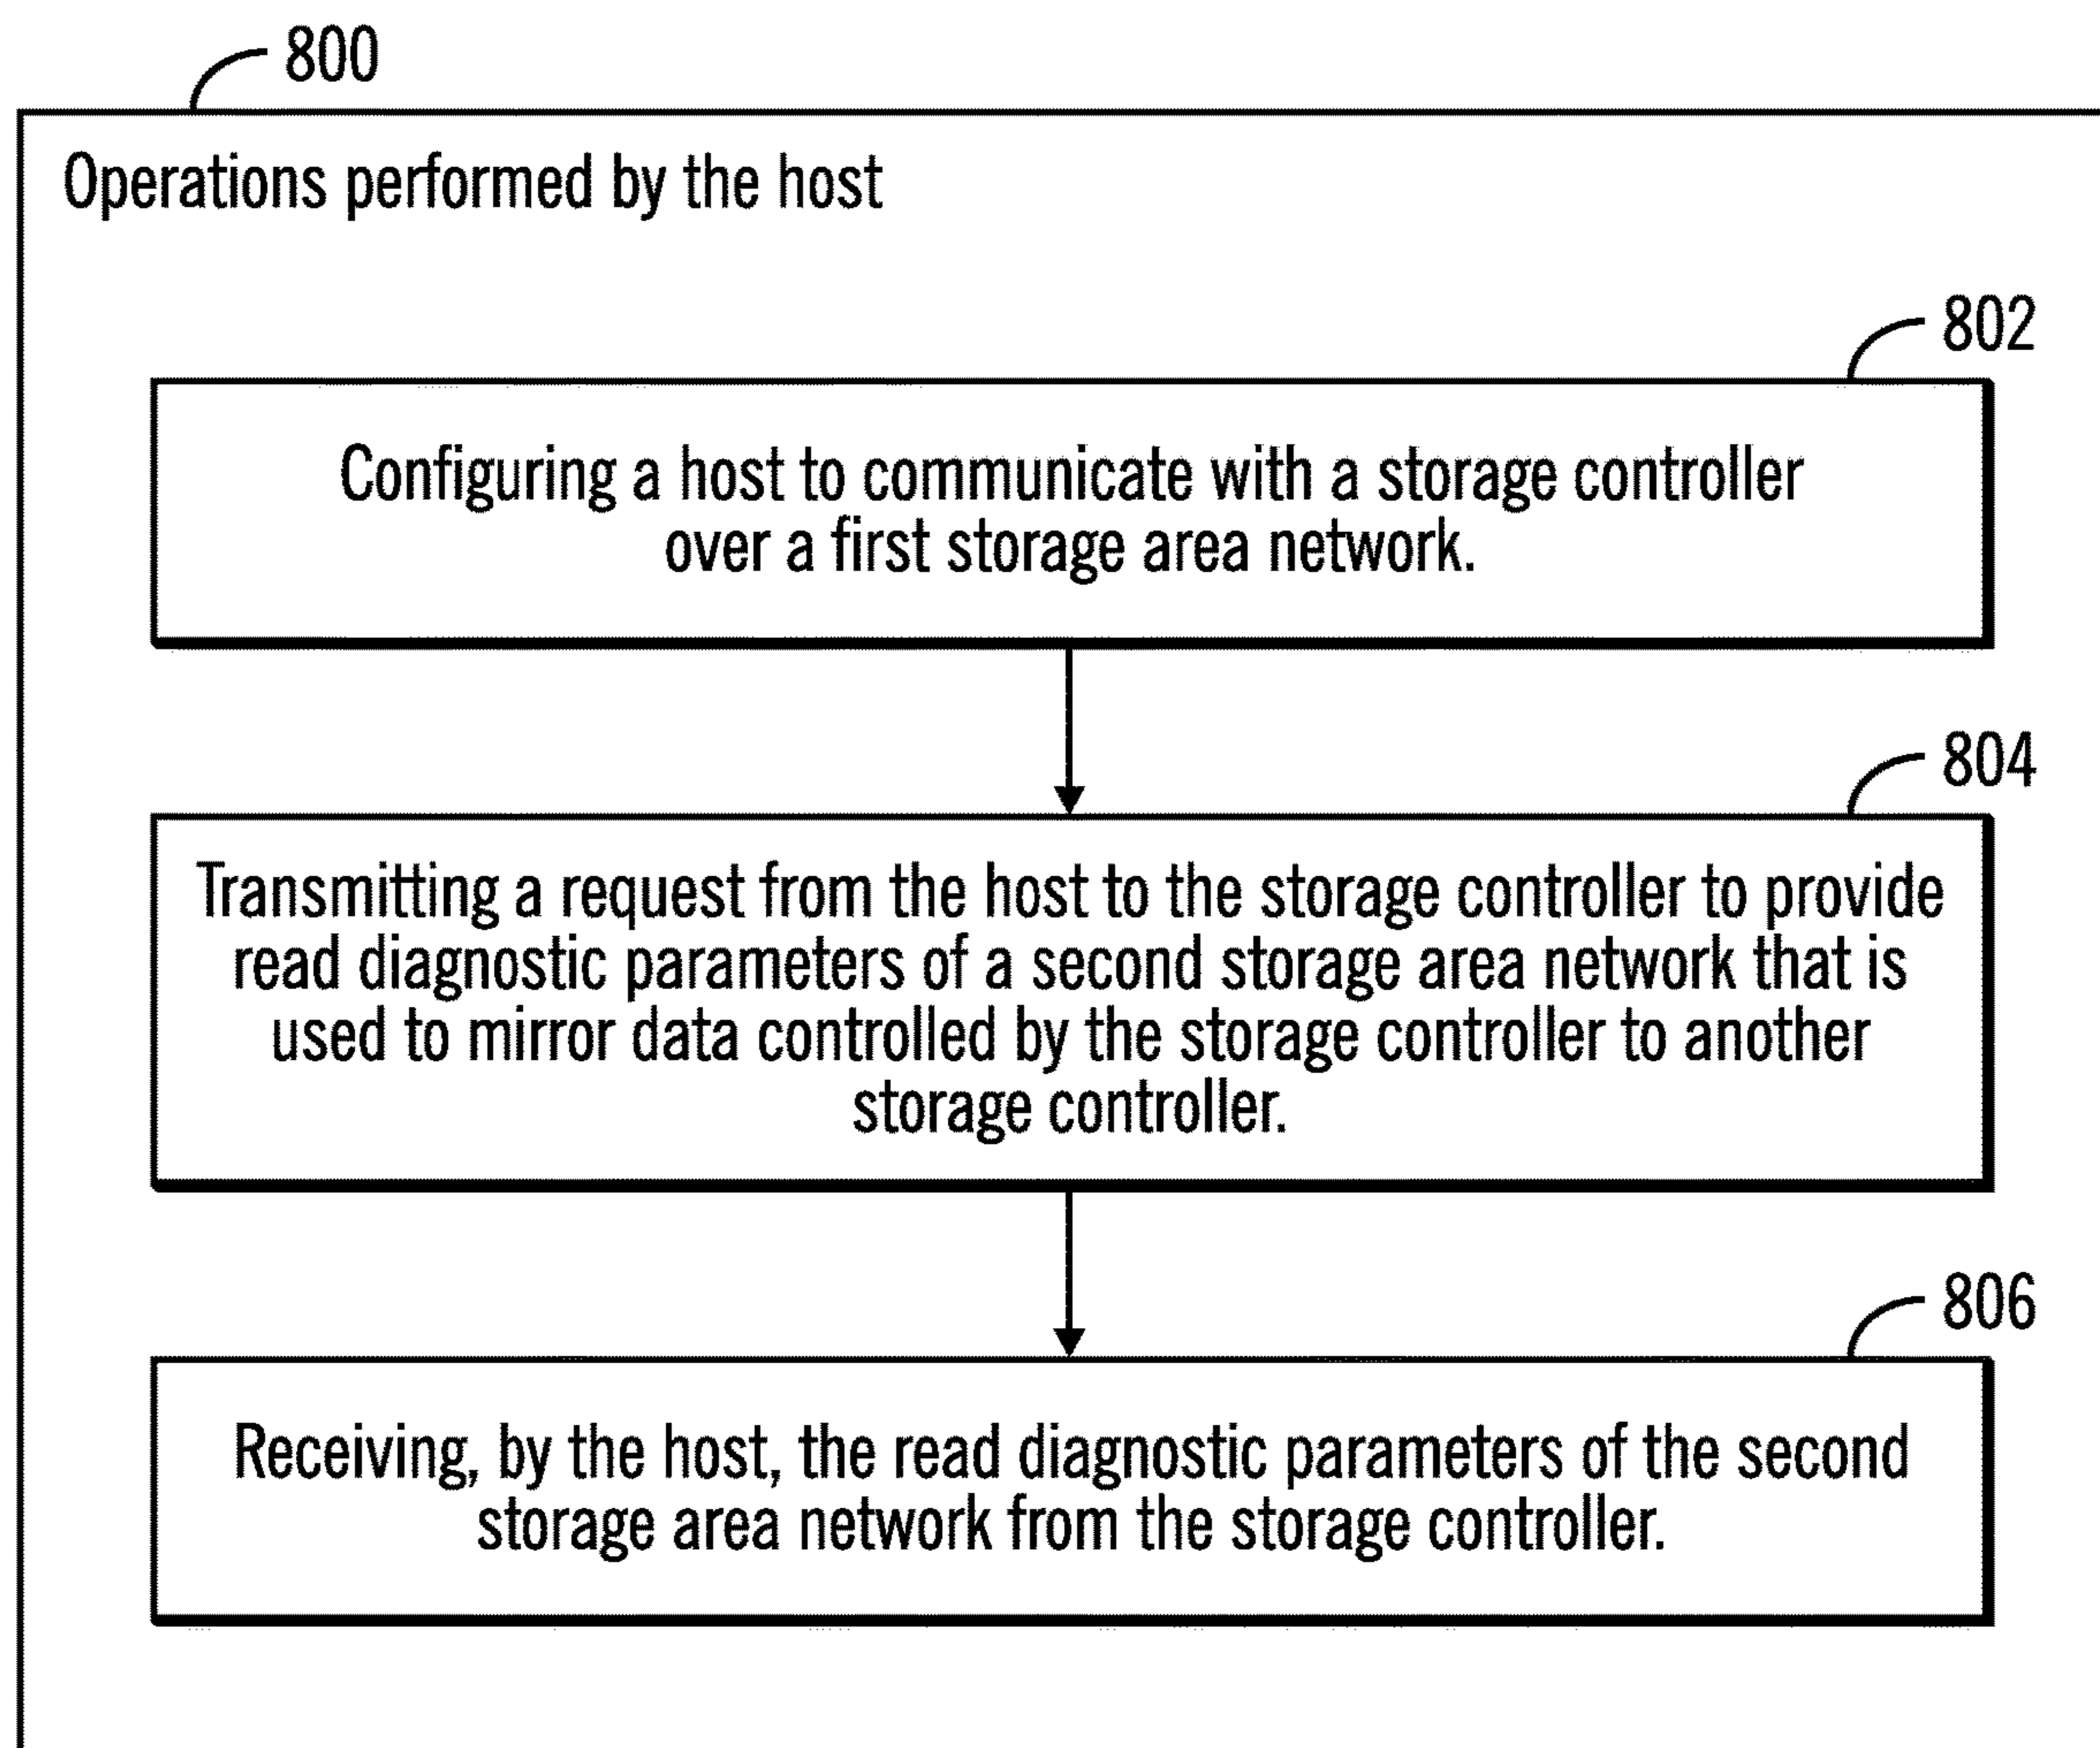 800
Operations performed by the host
802
Configuring a host to communicate with a storage controller
over a first storage area network.
804
Transmitting a request from the host to the storage controller to provide
read diagnostic parameters of a second storage area network that is
used to mirror data controlled by the storage controller to another
storage controller.
806
Receiving, by the host, the read diagnostic parameters of the second
storage area network from the storage controller.